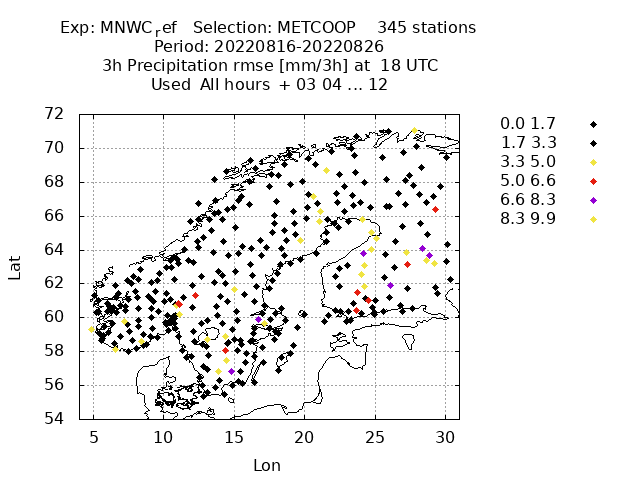 Exp: MNWCref   Selection: METCOOP    345 stations
Period: 20220816-20220826
3h Precipitation rmse [mm/3h] at  18 UTC
Used  All hours  + 03 04 ... 12
72
70
68
66
64
62
60
58
56
54
5 10 15 20 25 30
Lat
Lon
0.0 1.7
1.7 3.3
3.3 5.0
5.0 6.6
6.6 8.3
8.3 9.9